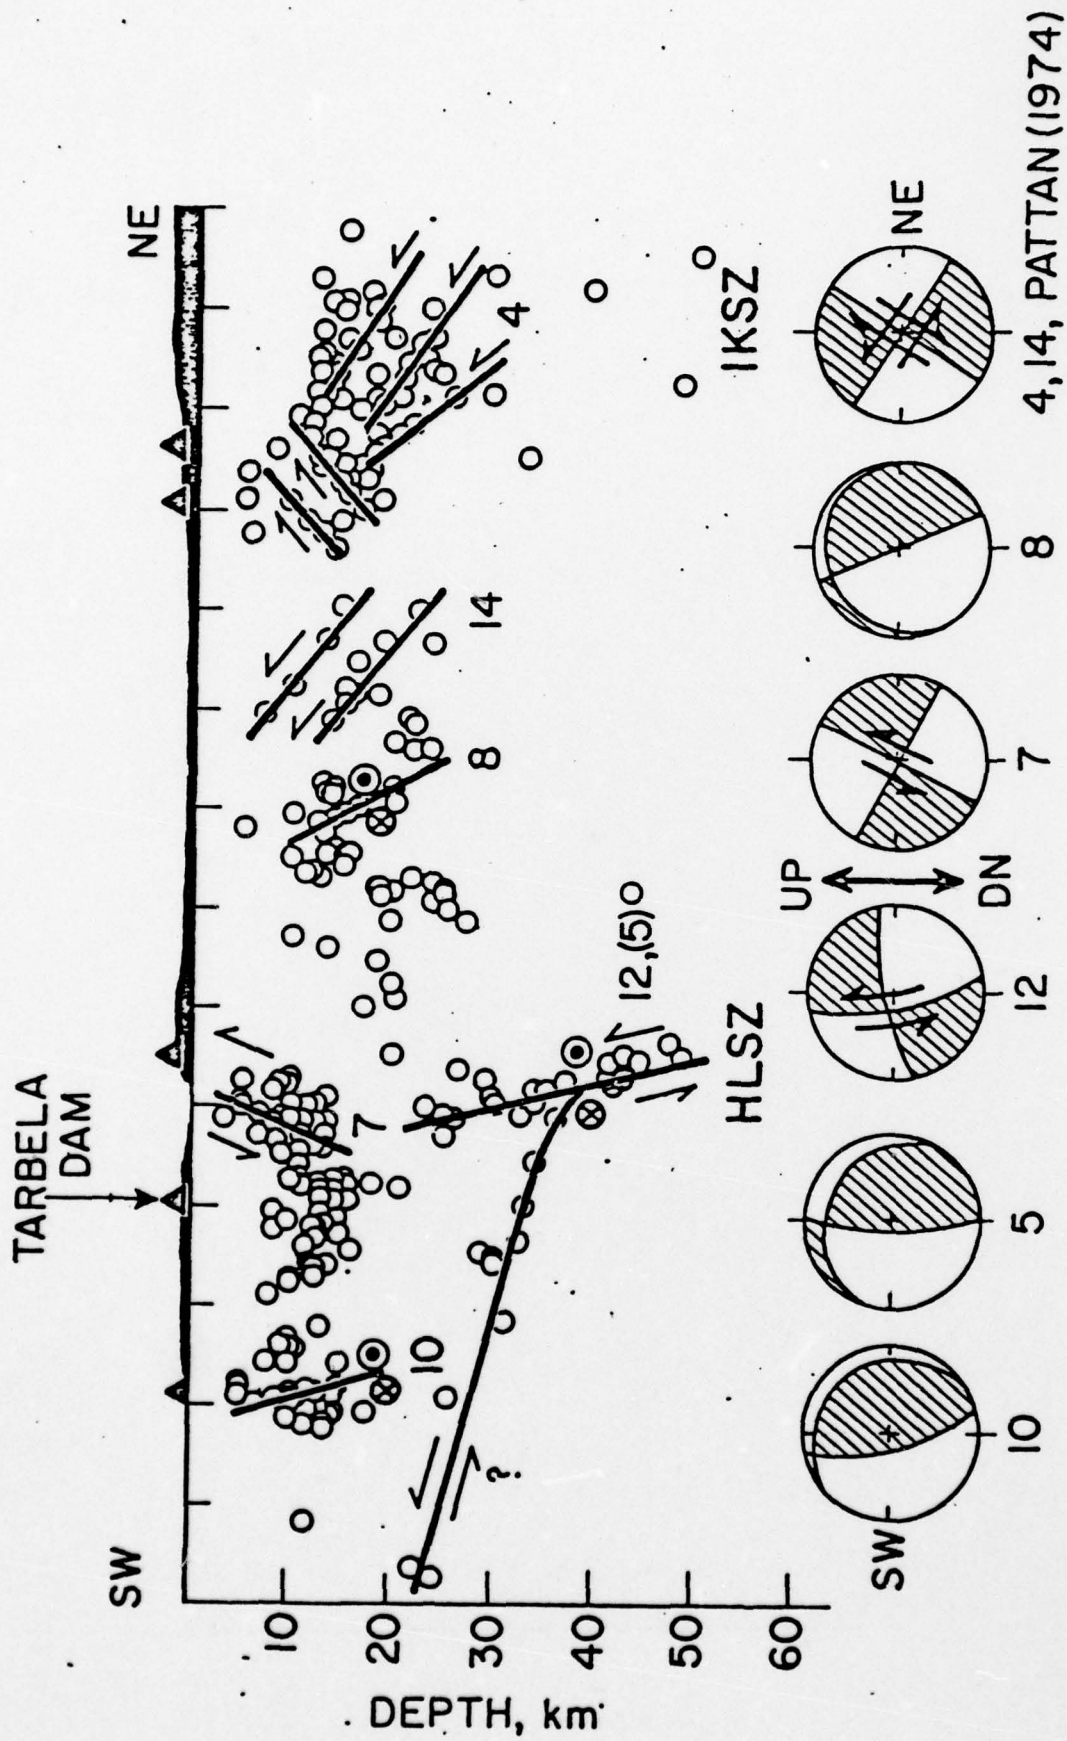 TARBELA
DAM
SW
NE
10
20
30
40
50
60
DEPTH, km
10
7
8
14
4
?
12,(5)
HLSZ
IKSZ
SW
UP
DN
NE
10
5
12
7
8
4, 14, PATTAN (1974)